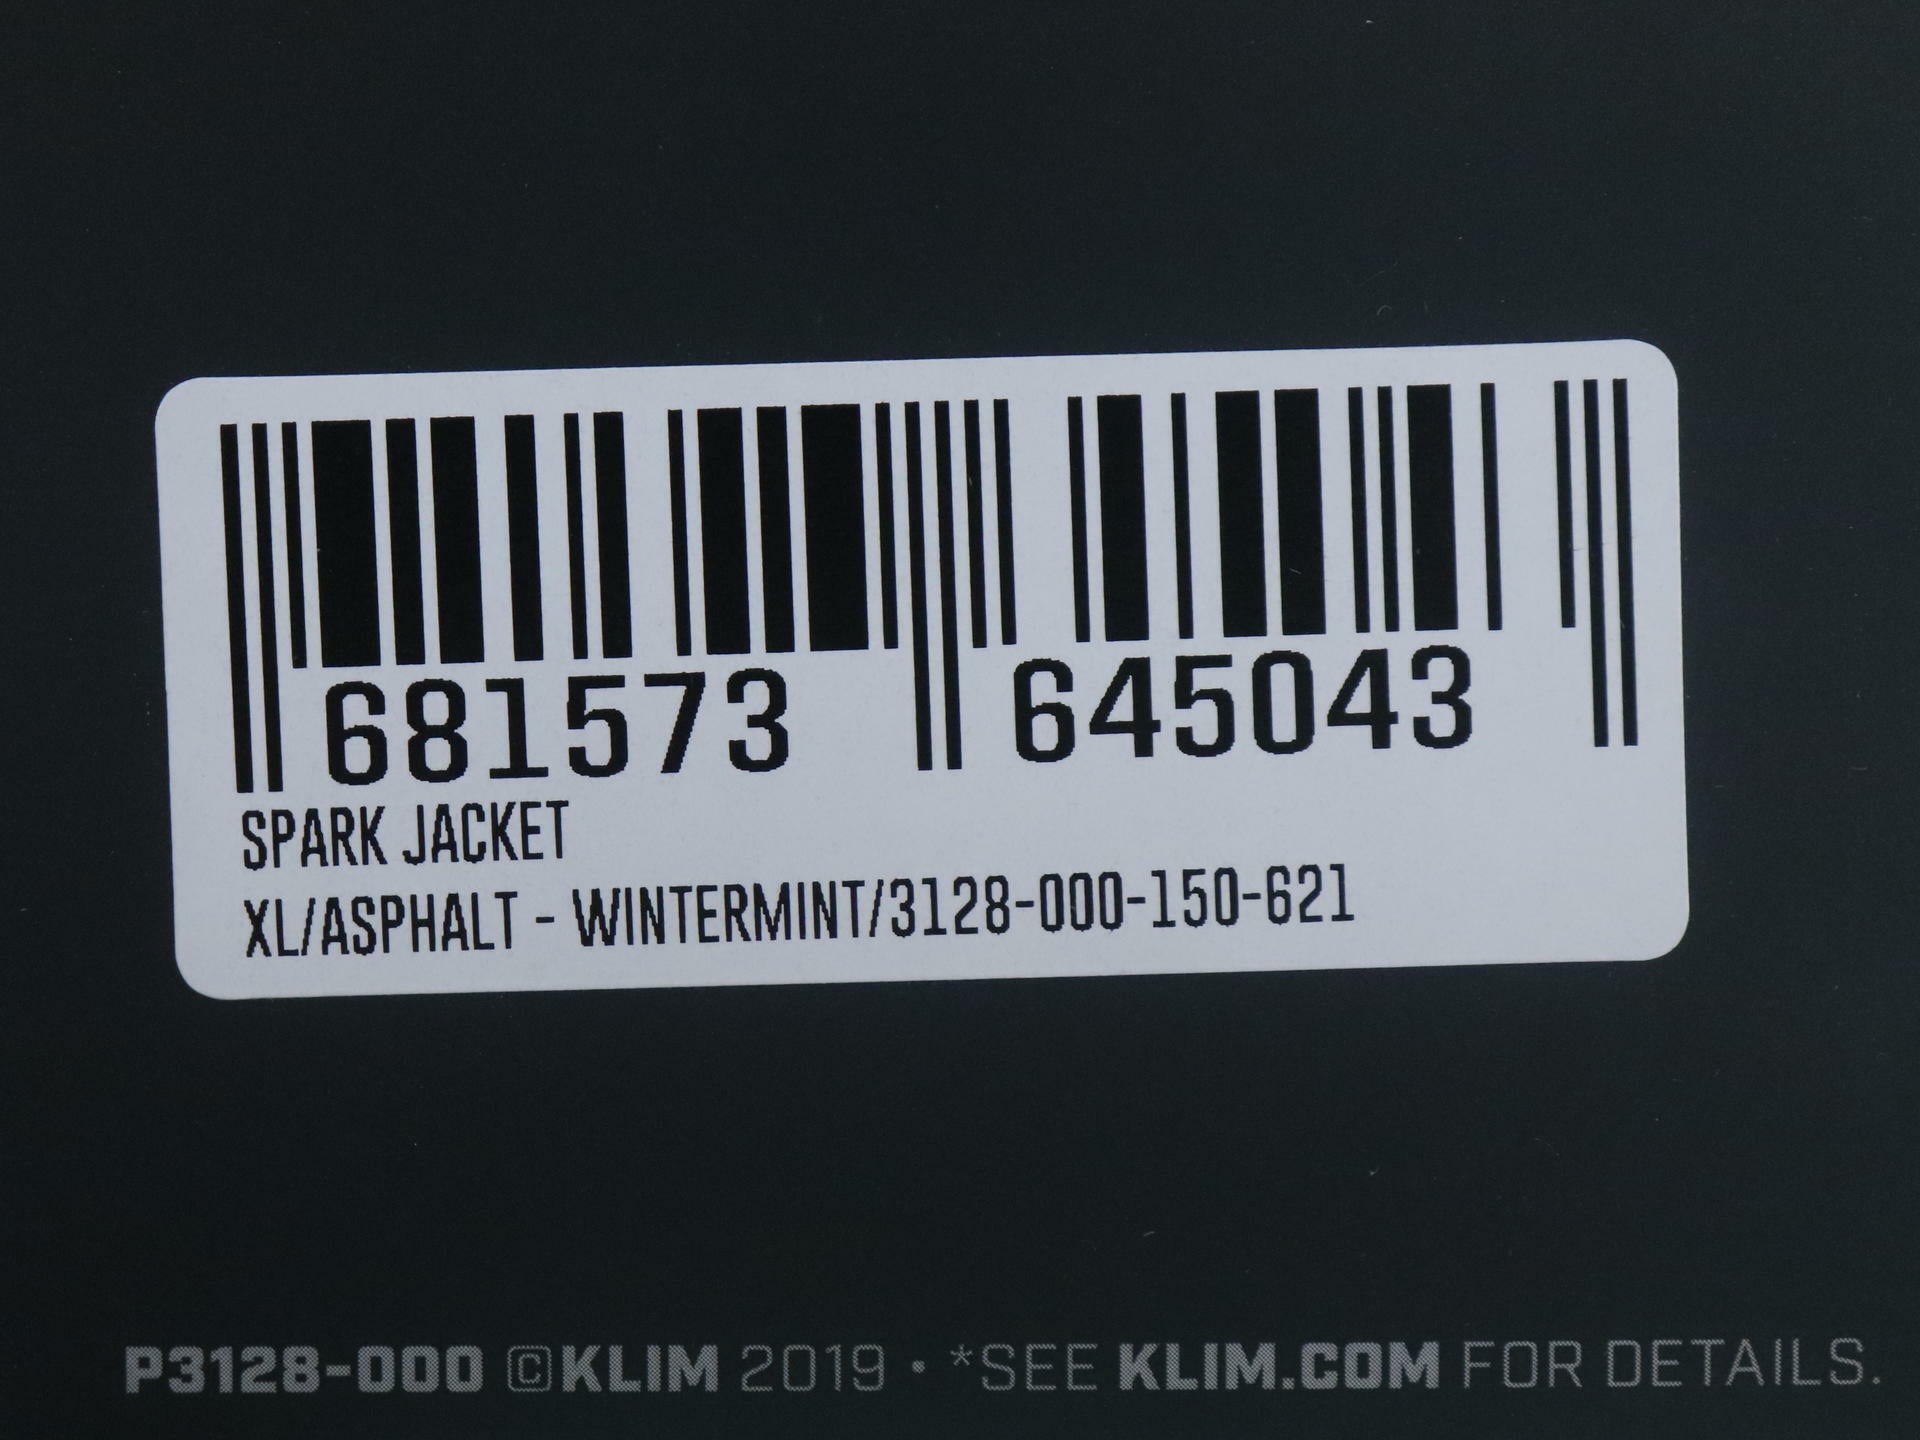 681573 645043
SPARK JACKET
XL/ASPHALT - WINTERMINT/3128-000-150-621
P3128-000 ©KLIM 2019 • *SEE KLIM.COM FOR DETAILS.